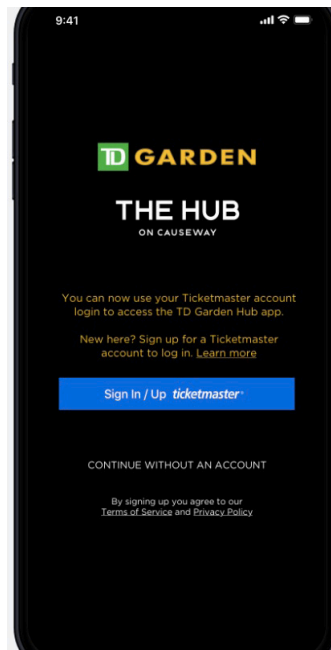 9:41
TD GARDEN
THE HUB
ON CAUSEWAY
You can now use your Ticketmaster account
login to access the TD Garden Hub app.
New here? Sign up for a Ticketmaster
account to log in. Learn more
Sign In / Up ticketmaster®
CONTINUE WITHOUT AN ACCOUNT
By signing up you agree to our
Terms of Service and Privacy Policy